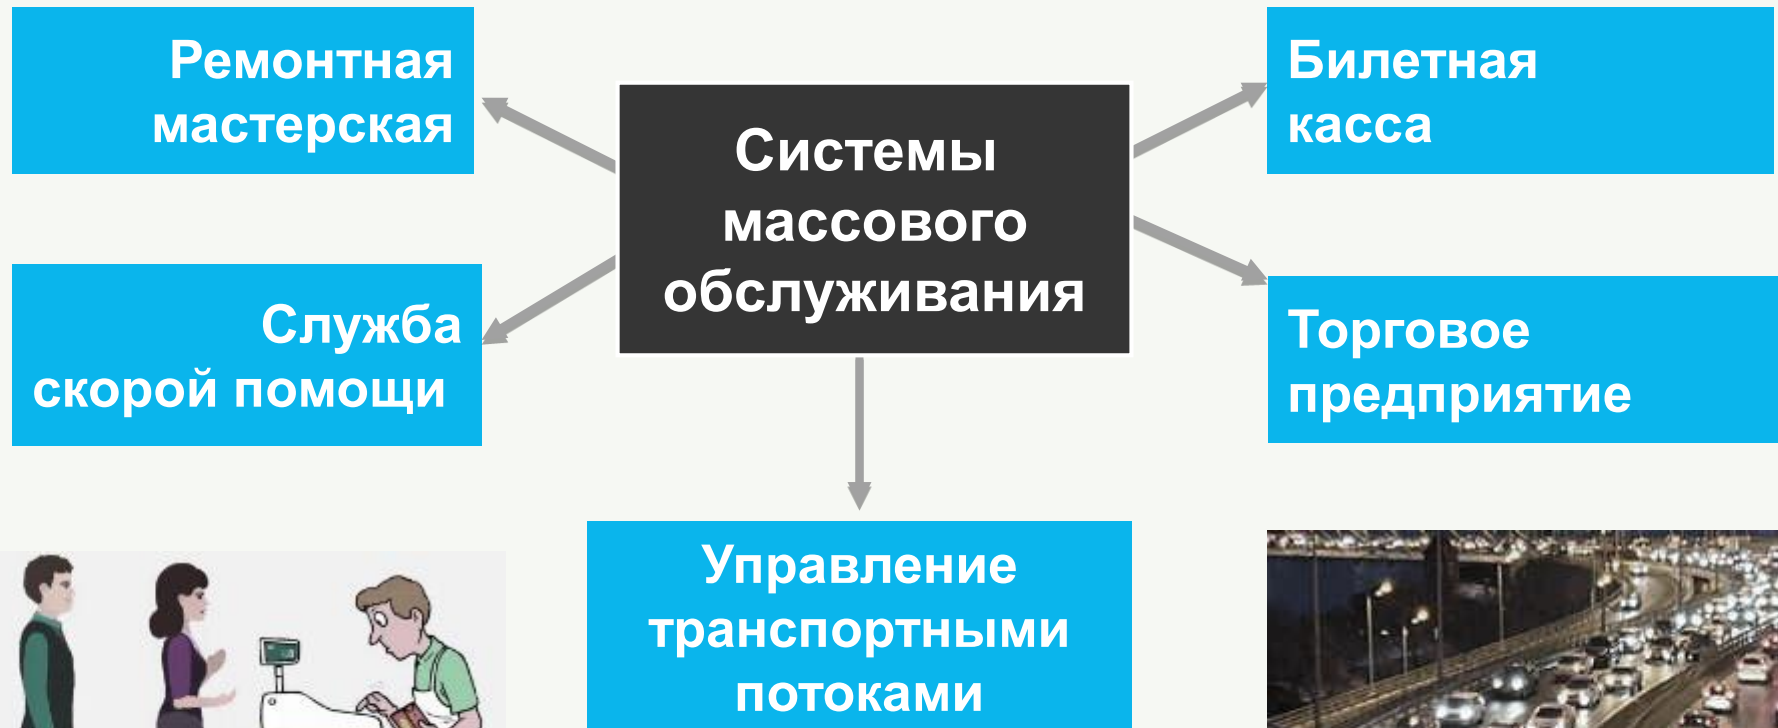 Ремонтная
мастерская
Системы
массового
обслуживания
Билетная
касса
Служба
скорой помощи
Торговое
предприятие
Управление
транспортными
потоками